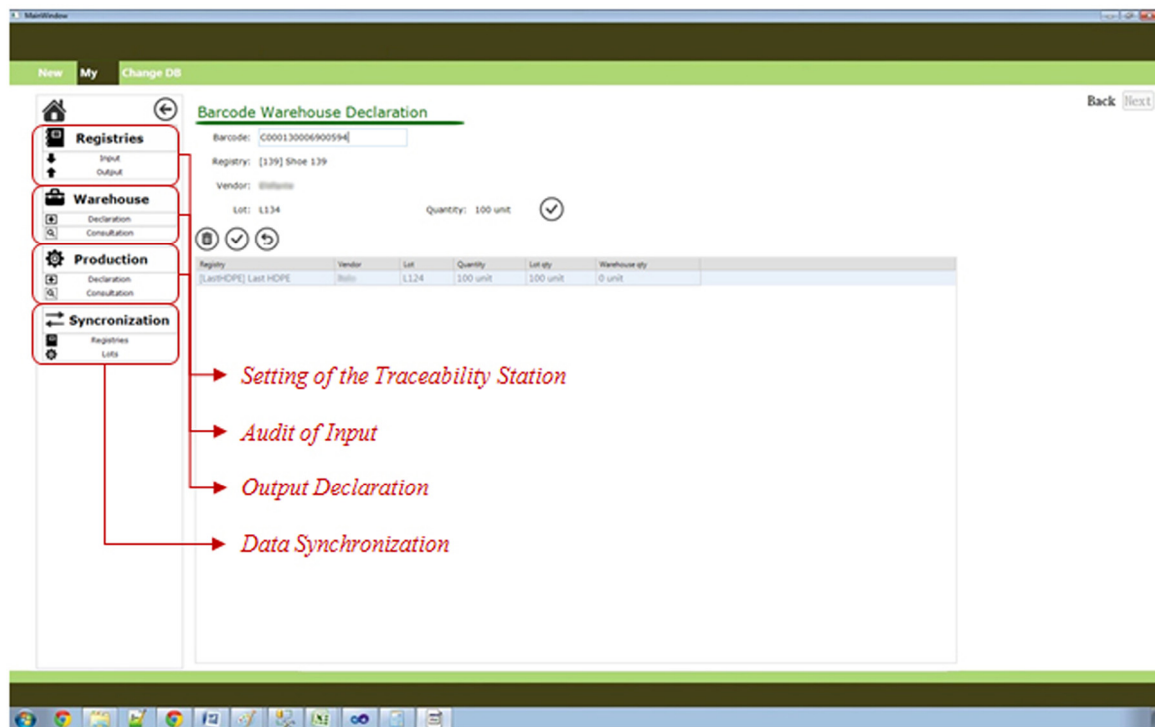 MainWindow
New My Change DB
Back Next
Barcode Warehouse Declaration
Barcode: C000130006900594
Registry: [139] Shoe 139
Vendor:
Lot: L134 Quantity: 100 unit
Registries
Input
Output
Warehouse
Declaration
Consultation
Production
Declaration
Consultation
Syncronization
Registries
Lots
Registry Vendor Lot Quantity Lot qty Warehouse qty
[LastHDPE] Last HDPE L124 100 unit 100 unit 0 unit
Setting of the Traceability Station
Audit of Input
Output Declaration
Data Synchronization